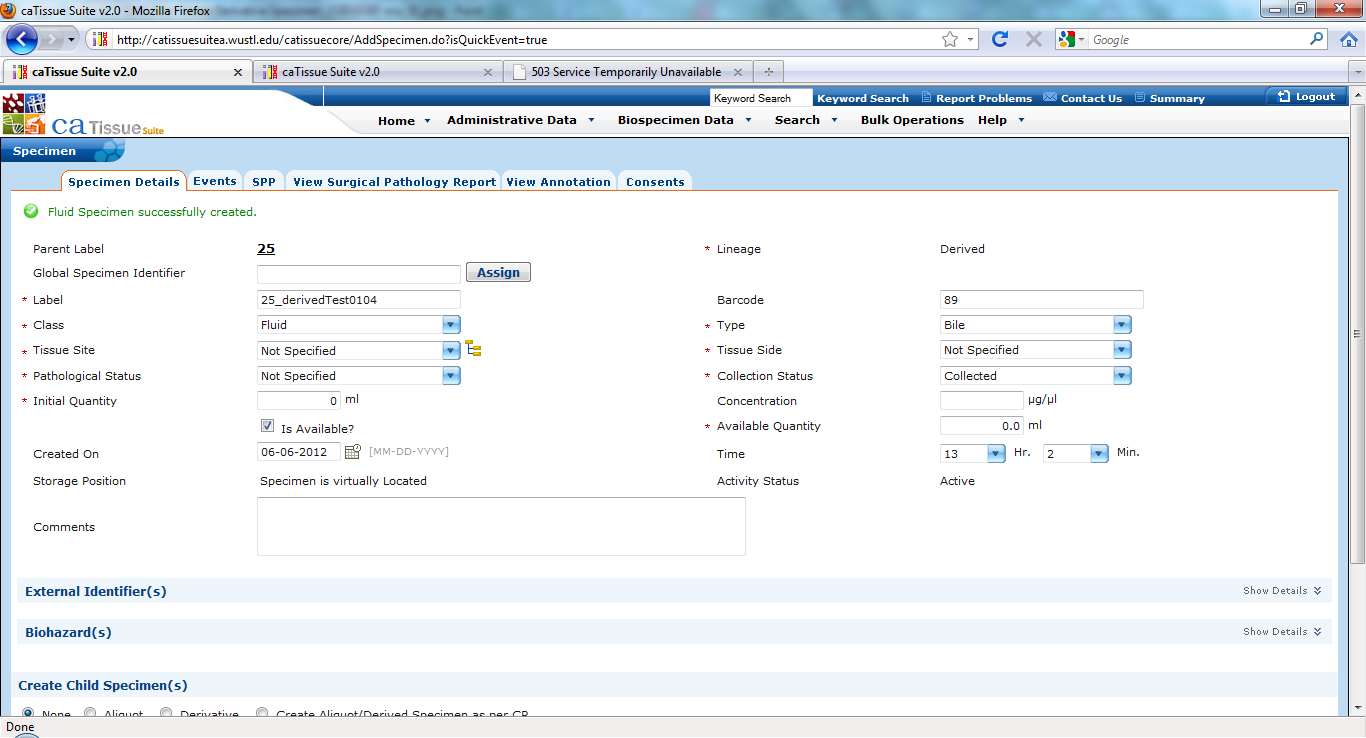 caTissue Suite v2.0 - Mozilla Firefox
http://catissuesuitea.wustl.edu/catissuecore/AddSpecimen.do?isQuickEvent=true
Google
caTissue Suite v2.0
caTissue Suite v2.0
503 Service Temporarily Unavailable
Keyword Search Keyword Search Report Problems Contact Us Summary Logout
ca Tissue Suite
Home Administrative Data Biospecimen Data Search Bulk Operations Help
Specimen
Specimen Details Events SPP View Surgical Pathology Report View Annotation Consents
Fluid Specimen successfully created.
Parent Label 25 * Lineage Derived
Global Specimen Identifier Assign
* Label 25_derivedTest0104 Barcode 89
* Class Fluid * Type Bile
* Tissue Site Not Specified * Tissue Side Not Specified
* Pathological Status Not Specified * Collection Status Collected
* Initial Quantity 0 ml Concentration µg/µl
Is Available? * Available Quantity 0.0 ml
Created On 06-06-2012 [MM-DD-YYYY] Time 13 Hr. 2 Min.
Storage Position Specimen is virtually Located Activity Status Active
Comments
External Identifier(s) Show Details
Biohazard(s) Show Details
Create Child Specimen(s)
None Aliquot Derivative Create Aliquot/Derived Specimen as per CP
Done